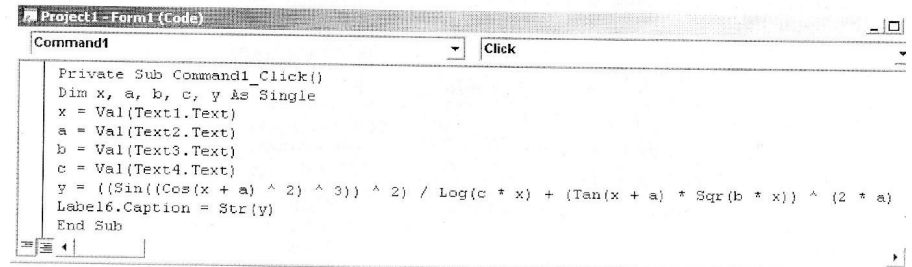 Project1 - Form1 (Code)
Command1 Click
Private Sub Command1_Click()
Dim x, a, b, c, y As Single
x = Val(Text1.Text)
a = Val(Text2.Text)
b = Val(Text3.Text)
c = Val(Text4.Text)
y = ((Sin((Cos(x + a) ^ 2) ^ 3)) ^ 2) / Log(c * x) + (Tan(x + a) * Sqr(b * x)) ^ (2 * a)
Label6.Caption = Str(y)
End Sub